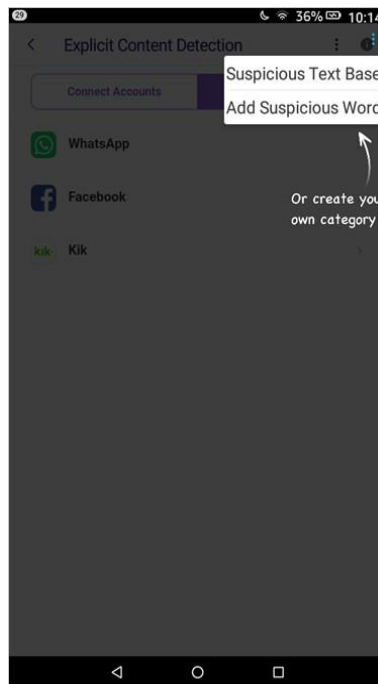 29
36%
10:14
Explicit Content Detection
Suspicious Text Base
Connect Accounts
Add Suspicious Word
WhatsApp
Or create you
own category
Facebook
kik·
Kik